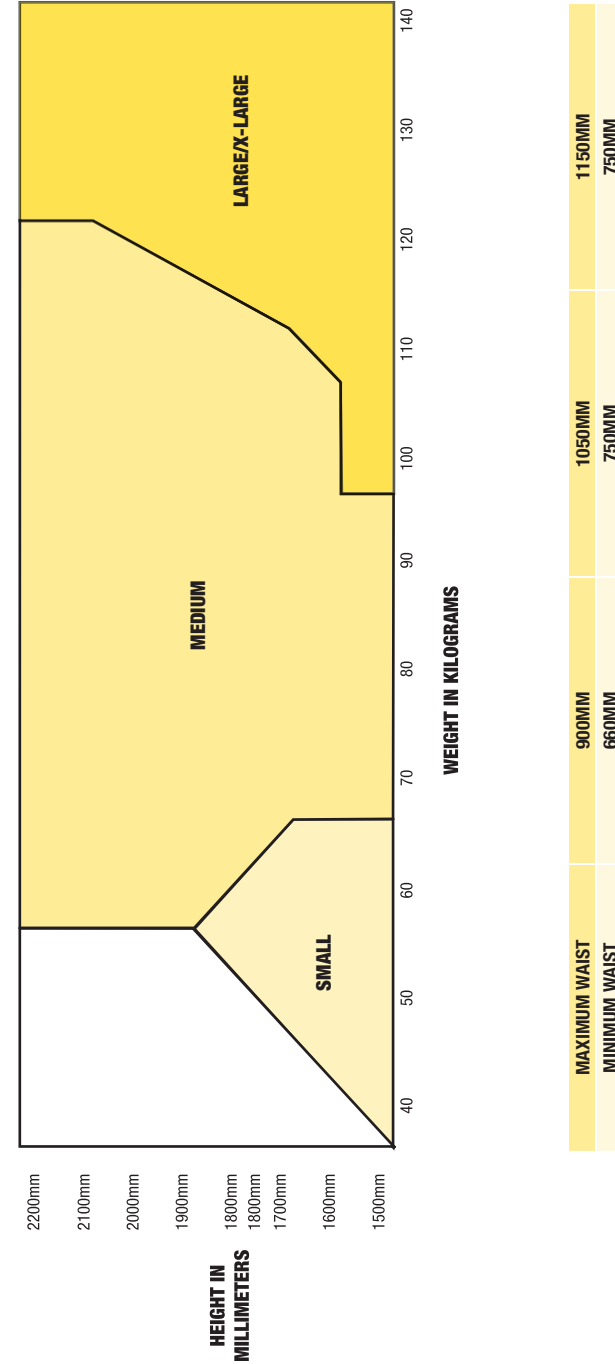 2200mm
2100mm
2000mm
1900mm
1800mm
1800mm
1700mm
1600mm
1500mm
HEIGHT IN
MILLIMETERS
SMALL
MEDIUM
LARGE/X-LARGE
40 50 60 70 80 90 100 110 120 130 140
WEIGHT IN KILOGRAMS
MAXIMUM WAIST 900MM 1050MM 1150MM
MINIMUM WAIST 660MM 750MM 750MM